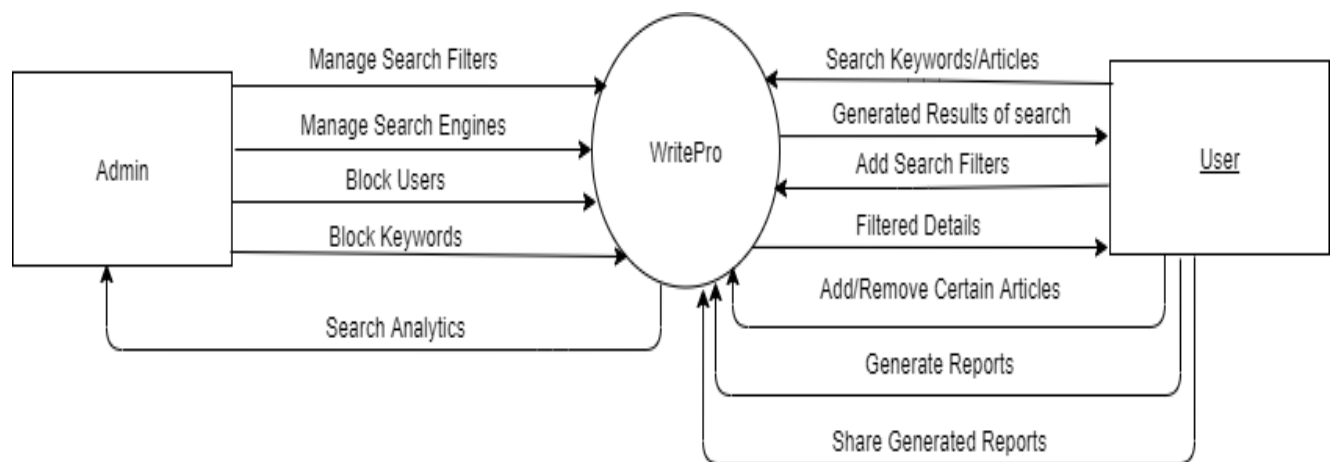 Manage Search Filters
Search Keywords/Articles
Manage Search Engines
Generated Results of search
Admin
WritePro
User
Block Users
Add Search Filters
Block Keywords
Filtered Details
Search Analytics
Add/Remove Certain Articles
Generate Reports
Share Generated Reports